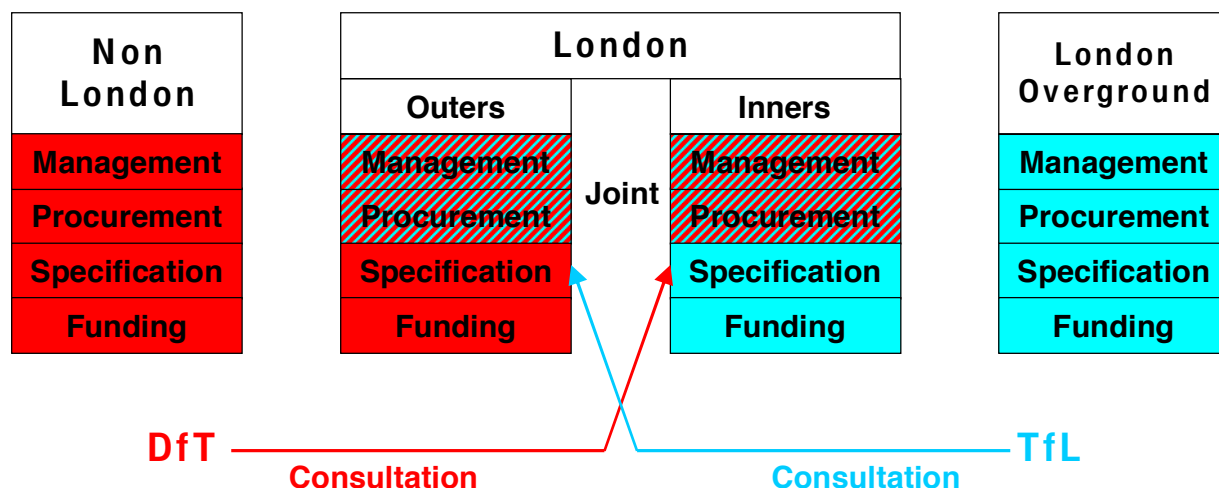 Non
London
Management
Procurement
Specification
Funding
London
Outers
Management
Procurement
Specification
Funding
Joint
Inners
Management
Procurement
Specification
Funding
London
Overground
Management
Procurement
Specification
Funding
DfT
Consultation
TfL
Consultation